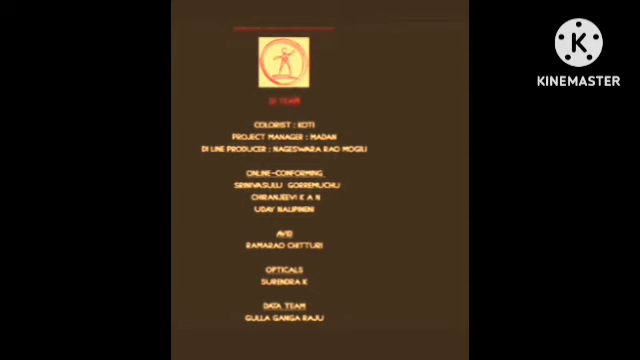 KINEMASTER
DI TEAM
COLORIST : KOTI
PROJECT MANAGER : MADAN
DI LINE PRODUCER : NAGESWARA RAO MOGILI
ONLINE-CONFORMING
SRINIVASULU GORREMUCHU
CHIRANJEEVI K A N
UDAY NALIPINENI
AVID
RAMARAO CHITTURI
OPTICALS
SURENDRA K
DATA TEAM
GULLA GANGA RAJU